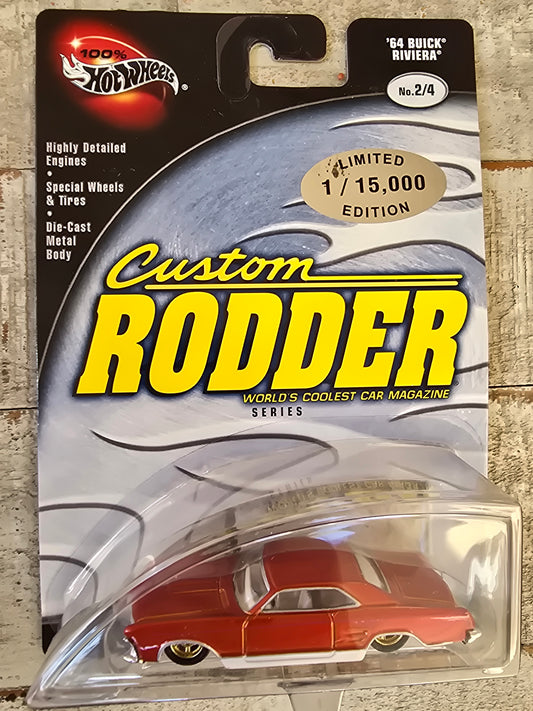 100%
Hot Wheels®
'64 BUICK®
RIVIERA®
No.2/4
Highly Detailed
Engines
•
Special Wheels
& Tires
•
Die-Cast
Metal
Body
LIMITED
1 / 15,000
EDITION
Custom
RODDER
WORLD'S COOLEST CAR MAGAZINE
SERIES